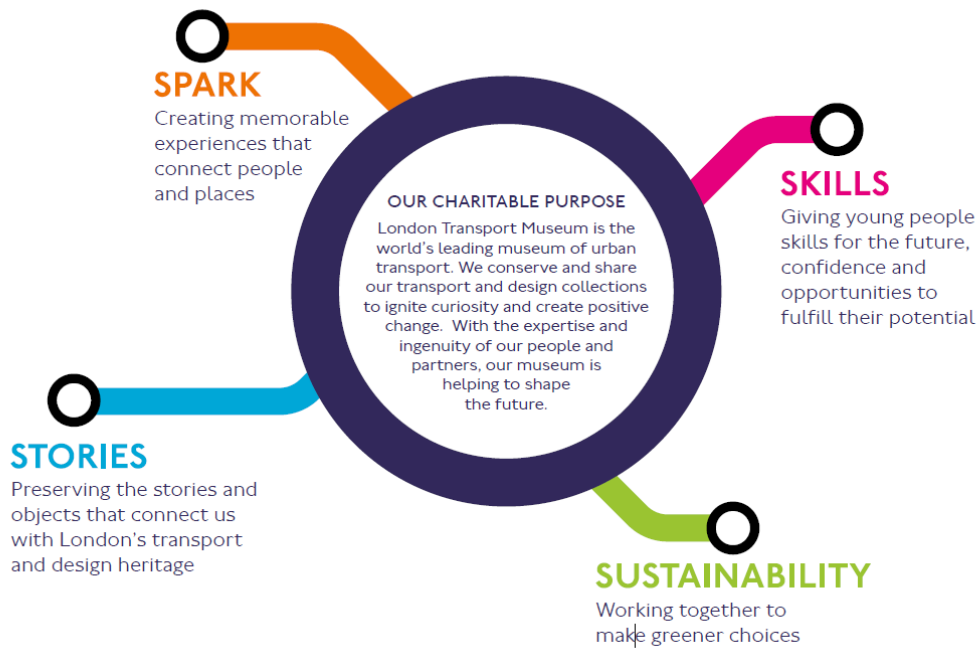 SPARK
Creating memorable
experiences that
connect people
and places
OUR CHARITABLE PURPOSE
London Transport Museum is the
world's leading museum of urban
transport. We conserve and share
our transport and design collections
to ignite curiosity and create positive
change. With the expertise and
ingenuity of our people and
partners, our museum is
helping to shape
the future.
SKILLS
Giving young people
skills for the future,
confidence and
opportunities to
fulfill their potential
STORIES
Preserving the stories and
objects that connect us
with London's transport
and design heritage
SUSTAINABILITY
Working together to
make greener choices